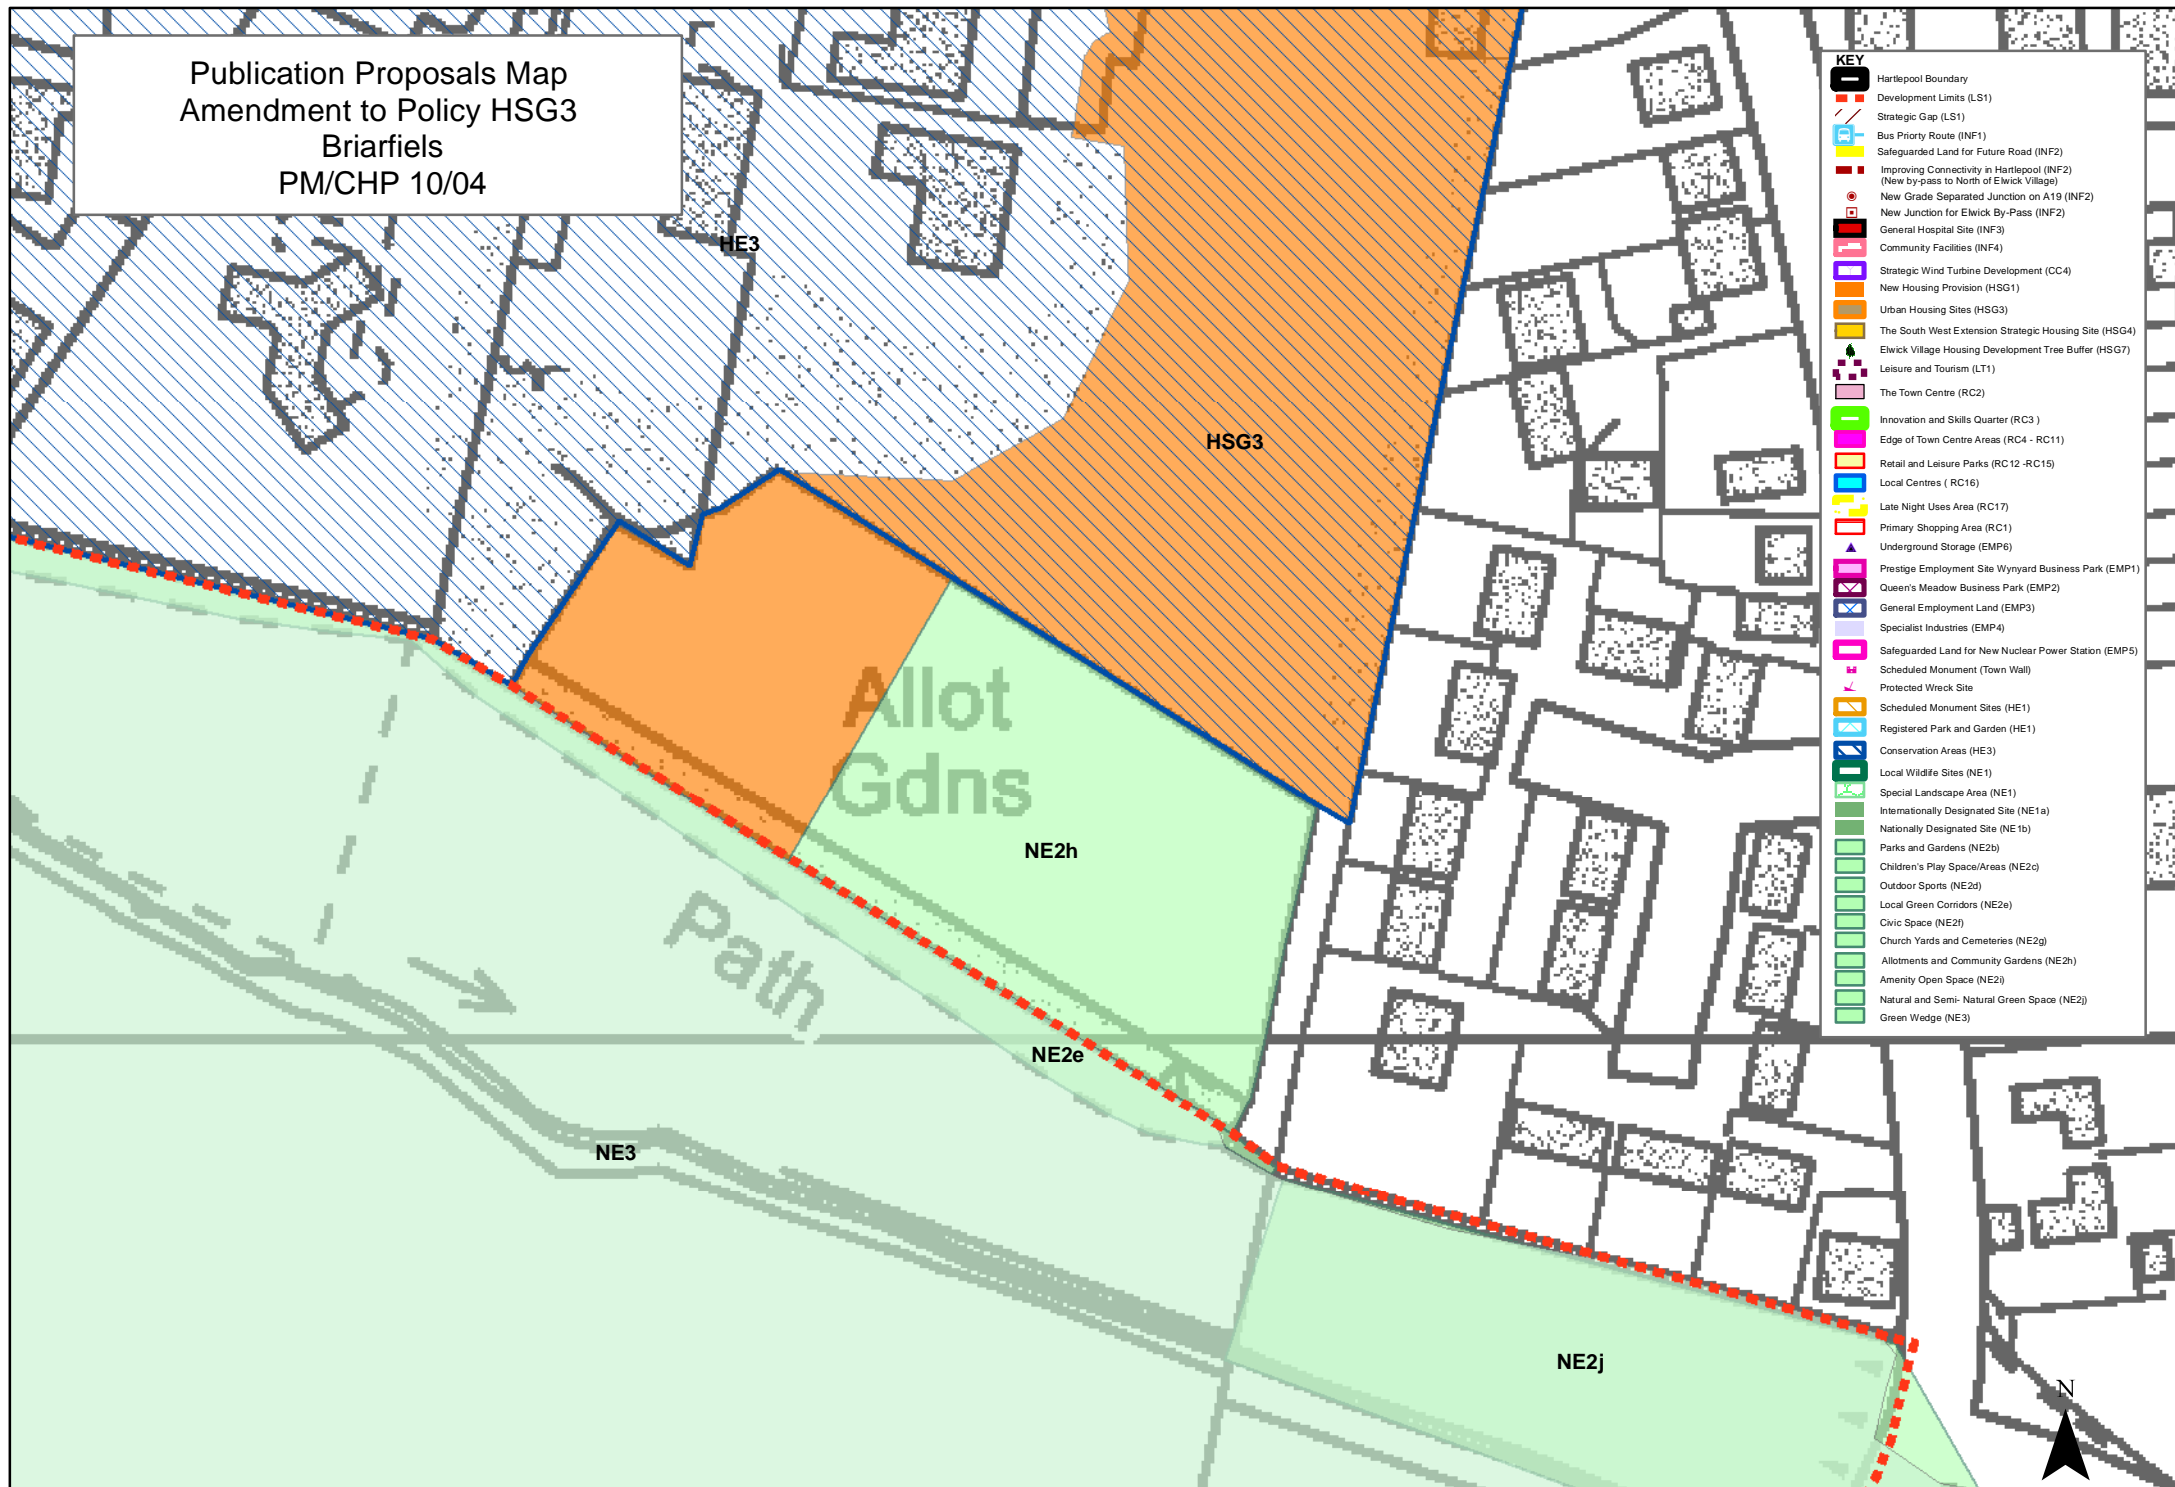 Publication Proposals Map
Amendment to Policy HSG3
Briarfiels
PM/CHP 10/04
HE3
HSG3
Allot
Gdns
NE2h
Path
NE2e
NE3
NE2j
KEY
Hartlepool Boundary
Development Limits (LS1)
Strategic Gap (LS1)
Bus Priorty Route (INF1)
Safeguarded Land for Future Road (INF2)
Improving Connectivity in Hartlepool (INF2)
(New by-pass to North of Elwick Village)
New Grade Separated Junction on A19 (INF2)
New Junction for Elwick By-Pass (INF2)
General Hospital Site (INF3)
Community Facilities (INF4)
Strategic Wind Turbine Development (CC4)
New Housing Provision (HSG1)
Urban Housing Sites (HSG3)
The South West Extension Strategic Housing Site (HSG4)
Elwick Village Housing Development Tree Buffer (HSG7)
Leisure and Tourism (LT1)
The Town Centre (RC2)
Innovation and Skills Quarter (RC3 )
Edge of Town Centre Areas (RC4 - RC11)
Retail and Leisure Parks (RC12 -RC15)
Local Centres ( RC16)
Late Night Uses Area (RC17)
Primary Shopping Area (RC1)
Underground Storage (EMP6)
Prestige Employment Site Wynyard Business Park (EMP1)
Queen's Meadow Business Park (EMP2)
General Employment Land (EMP3)
Specialist Industries (EMP4)
Safeguarded Land for New Nuclear Power Station (EMP5)
Scheduled Monument (Town Wall)
Protected Wreck Site
Scheduled Monument Sites (HE1)
Registered Park and Garden (HE1)
Conservation Areas (HE3)
Local Wildlife Sites (NE1)
Special Landscape Area (NE1)
Internationally Designated Site (NE1a)
Nationally Designated Site (NE1b)
Parks and Gardens (NE2b)
Children's Play Space/Areas (NE2c)
Outdoor Sports (NE2d)
Local Green Corridors (NE2e)
Civic Space (NE2f)
Church Yards and Cemeteries (NE2g)
Allotments and Community Gardens (NE2h)
Amenity Open Space (NE2i)
Natural and Semi- Natural Green Space (NE2j)
Green Wedge (NE3)
N